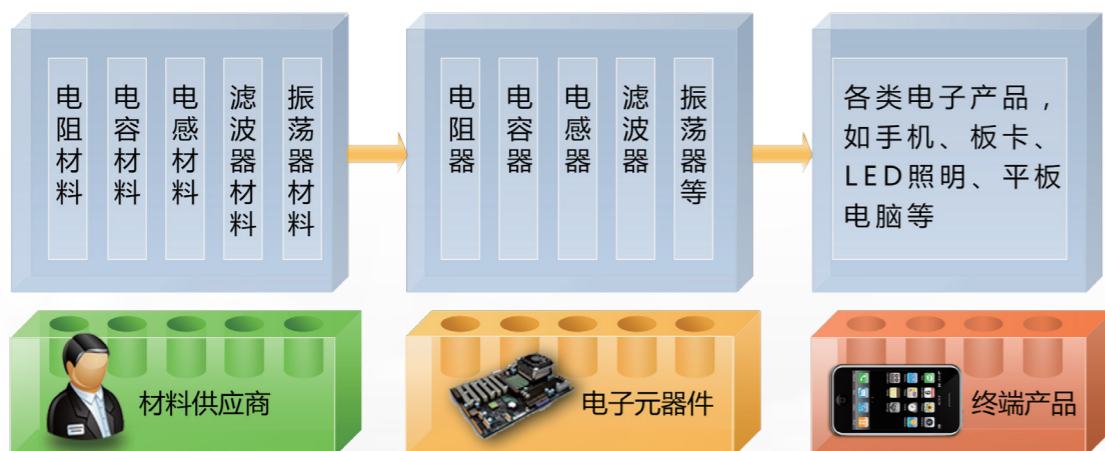 电阻材料
电容材料
电感材料
滤波器材料
振荡器材料
电阻器
电容器
电感器
滤波器
振荡器等
各类电子产品，
如手机、板卡、
LED照明、平板
电脑等
材料供应商
电子元器件
终端产品